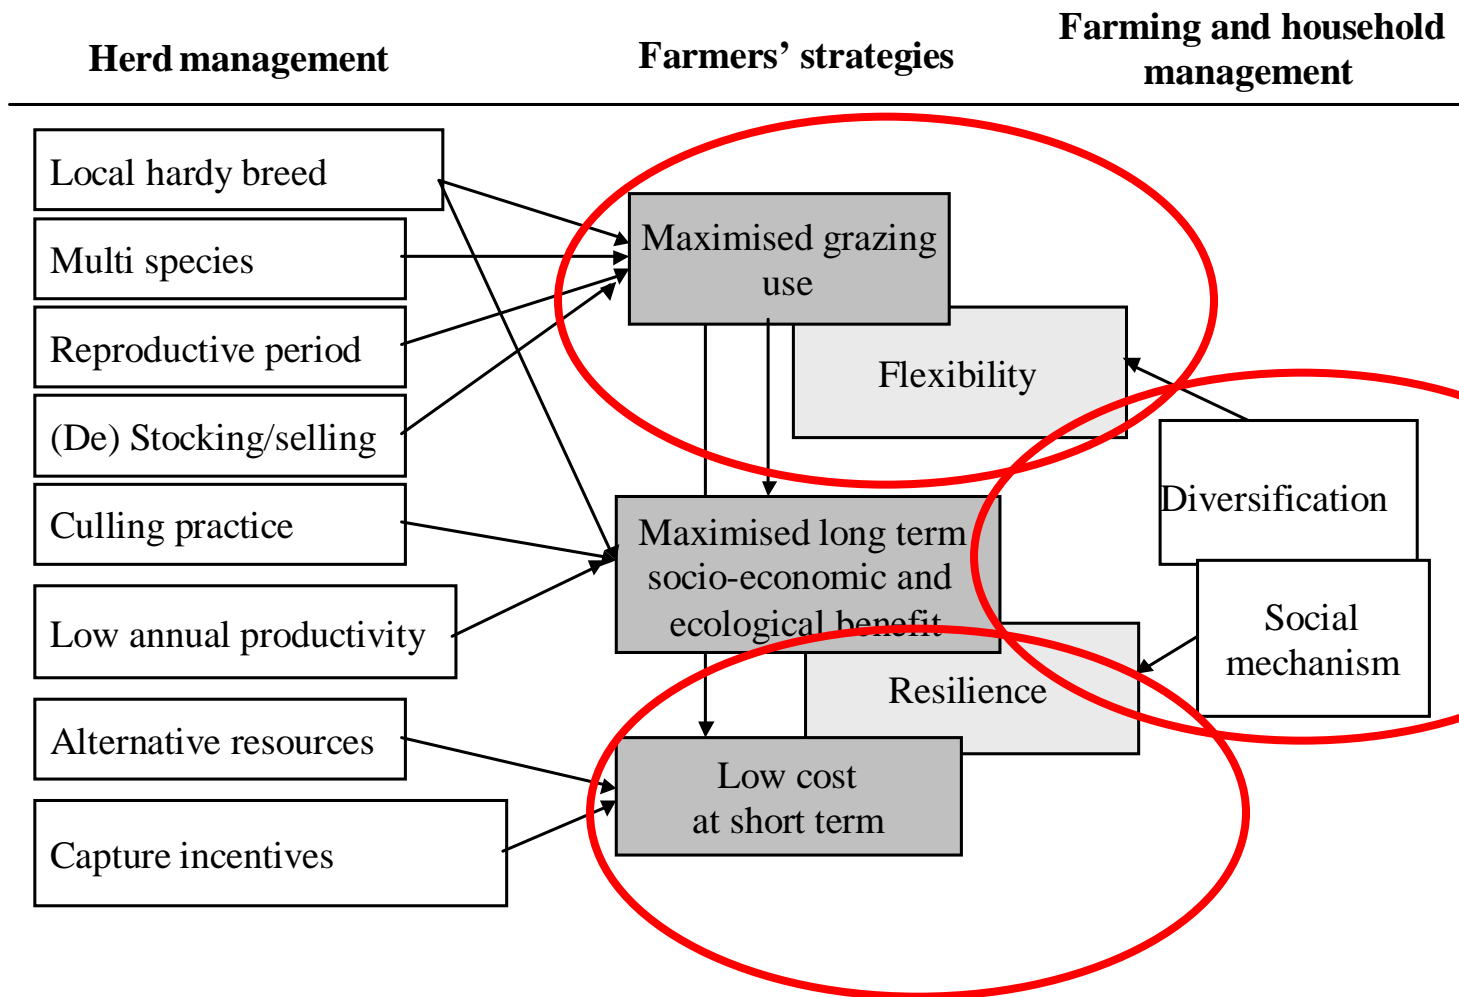 Herd management
Farmers’ strategies
Farming and household
management
Local hardy breed
Multi species
Reproductive period
(De) Stocking/selling
Culling practice
Low annual productivity
Alternative resources
Capture incentives
Maximised grazing
use
Flexibility
Maximised long term
socio-economic and
ecological benefit
Resilience
Low cost
at short term
Diversification
Social
mechanism